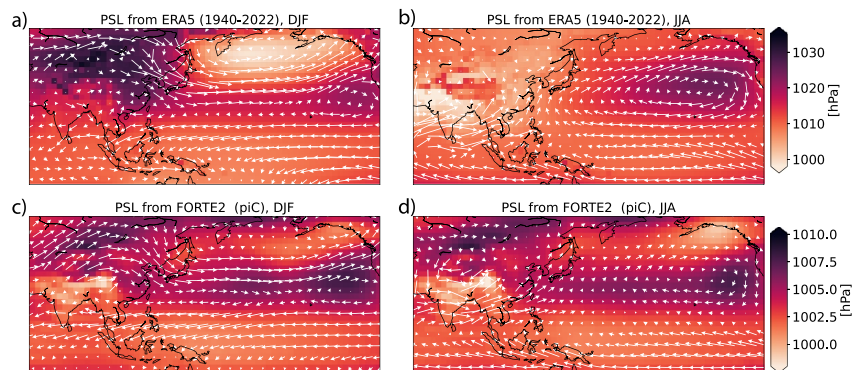 a) PSL from ERA5 (1940-2022), DJF
b) PSL from ERA5 (1940-2022), JJA
1030
1020
1010
1000
[hPa]
c) PSL from FORTE2 (piC), DJF
d) PSL from FORTE2 (piC), JJA
1010.0
1007.5
1005.0
1002.5
1000.0
[hPa]